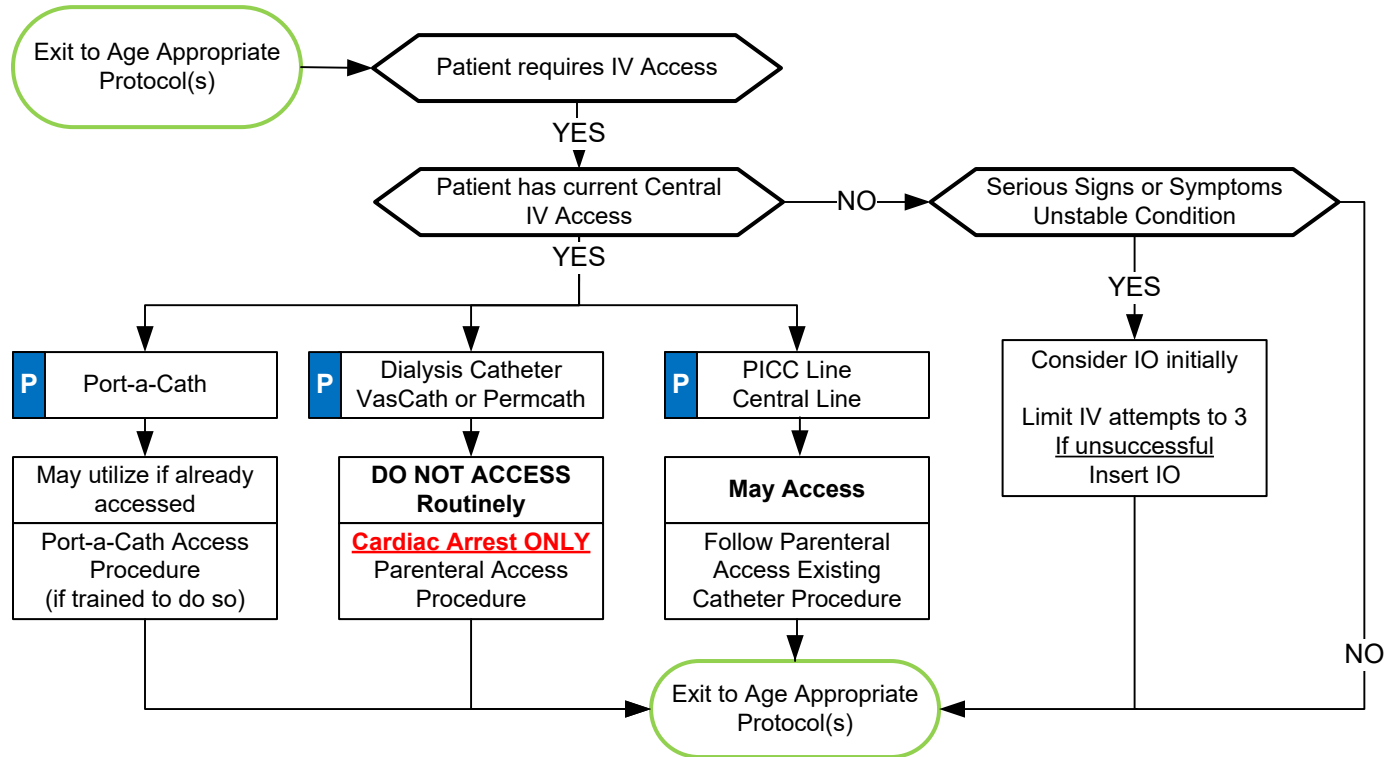 Exit to Age Appropriate
Protocol(s)
Patient requires IV Access
YES
Patient has current Central
IV Access
NO
Serious Signs or Symptoms
Unstable Condition
YES
YES
P
Port-a-Cath
P
Dialysis Catheter
VasCath or Permcath
P
PICC Line
Central Line
Consider IO initially
Limit IV attempts to 3
If unsuccessful
Insert IO
May utilize if already
accessed
Port-a-Cath Access
Procedure
(if trained to do so)
DO NOT ACCESS
Routinely
Cardiac Arrest ONLY
Parenteral Access
Procedure
May Access
Follow Parenteral
Access Existing
Catheter Procedure
NO
Exit to Age Appropriate
Protocol(s)